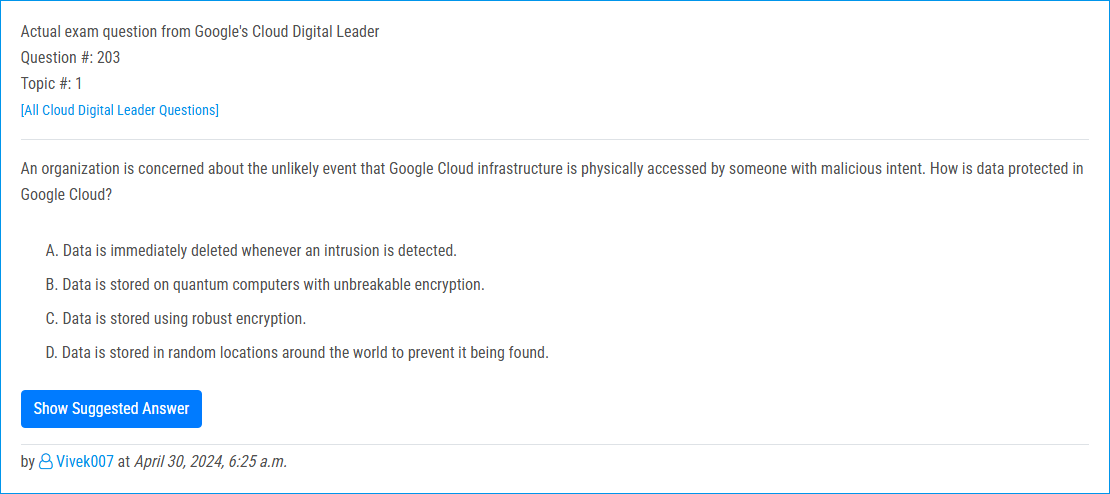 Actual exam question from Google's Cloud Digital Leader
Question #: 203
Topic #: 1
[All Cloud Digital Leader Questions]
An organization is concerned about the unlikely event that Google Cloud infrastructure is physically accessed by someone with malicious intent. How is data protected in
Google Cloud?
A. Data is immediately deleted whenever an intrusion is detected.
B. Data is stored on quantum computers with unbreakable encryption.
C. Data is stored using robust encryption.
D. Data is stored in random locations around the world to prevent it being found.
Show Suggested Answer
by Vivek007 at April 30, 2024, 6:25 a.m.